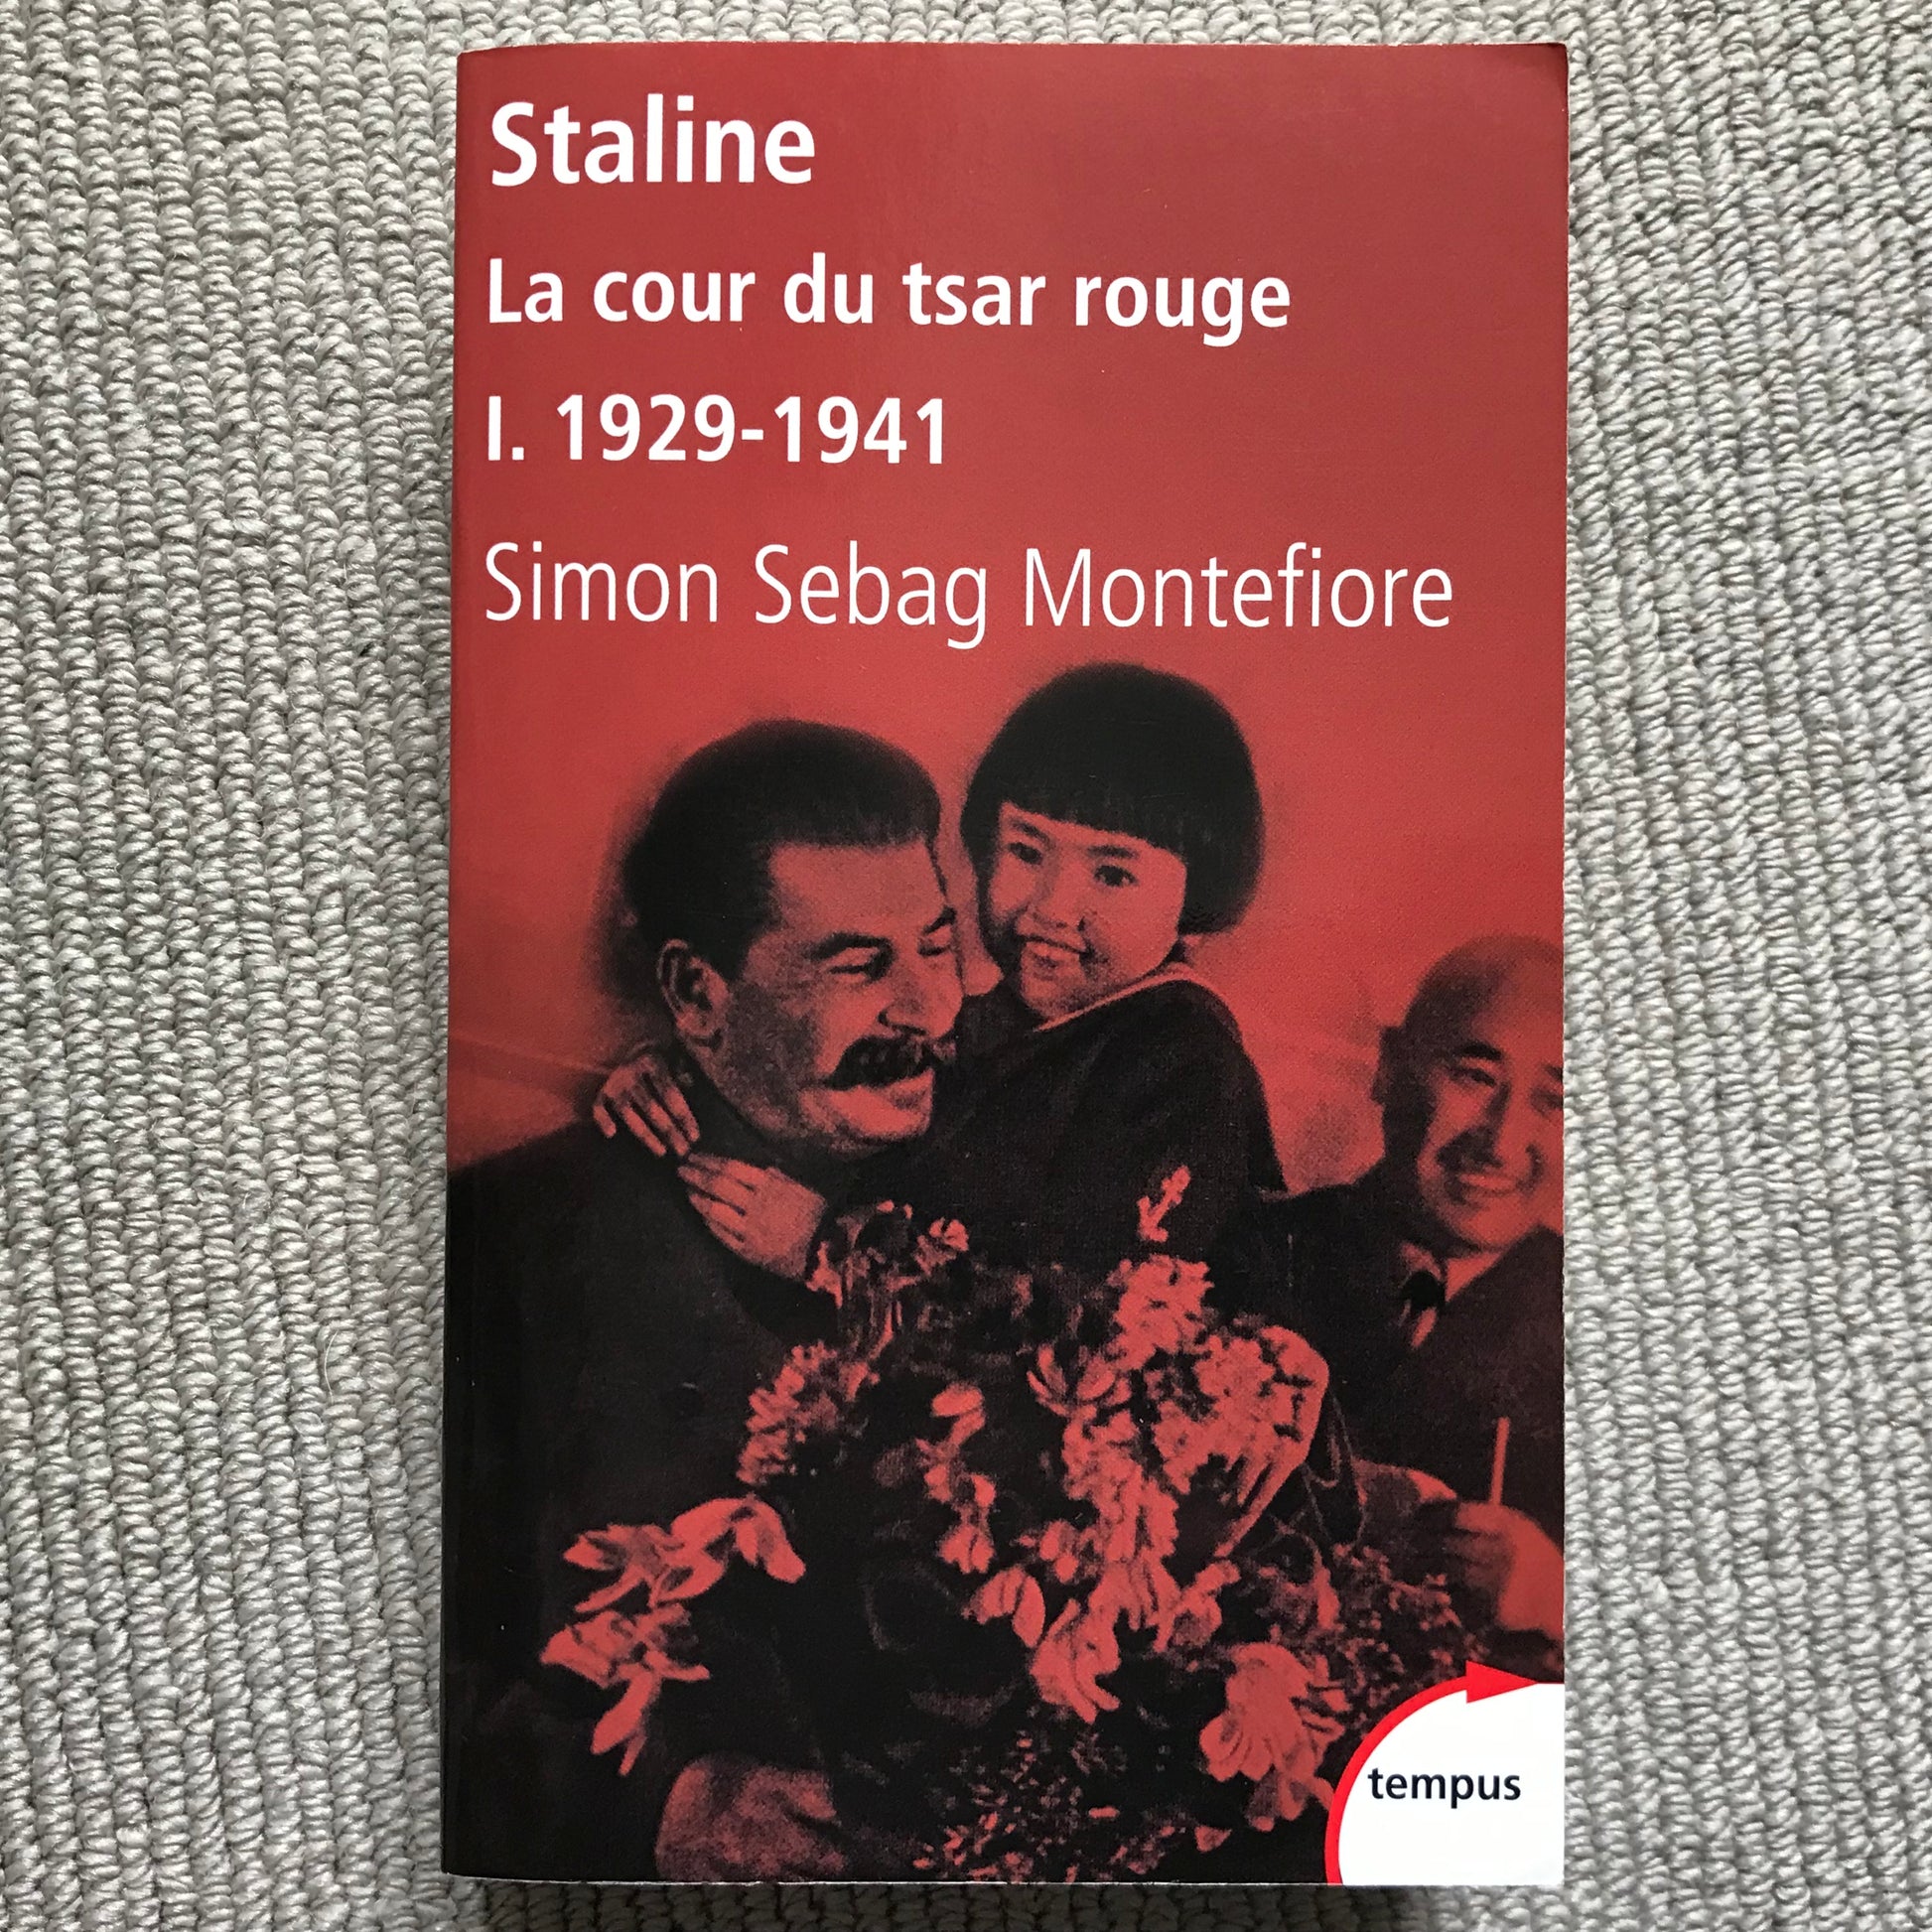 Staline
La cour du tsar rouge
I. 1929-1941
Simon Sebag Montefiore
tempus